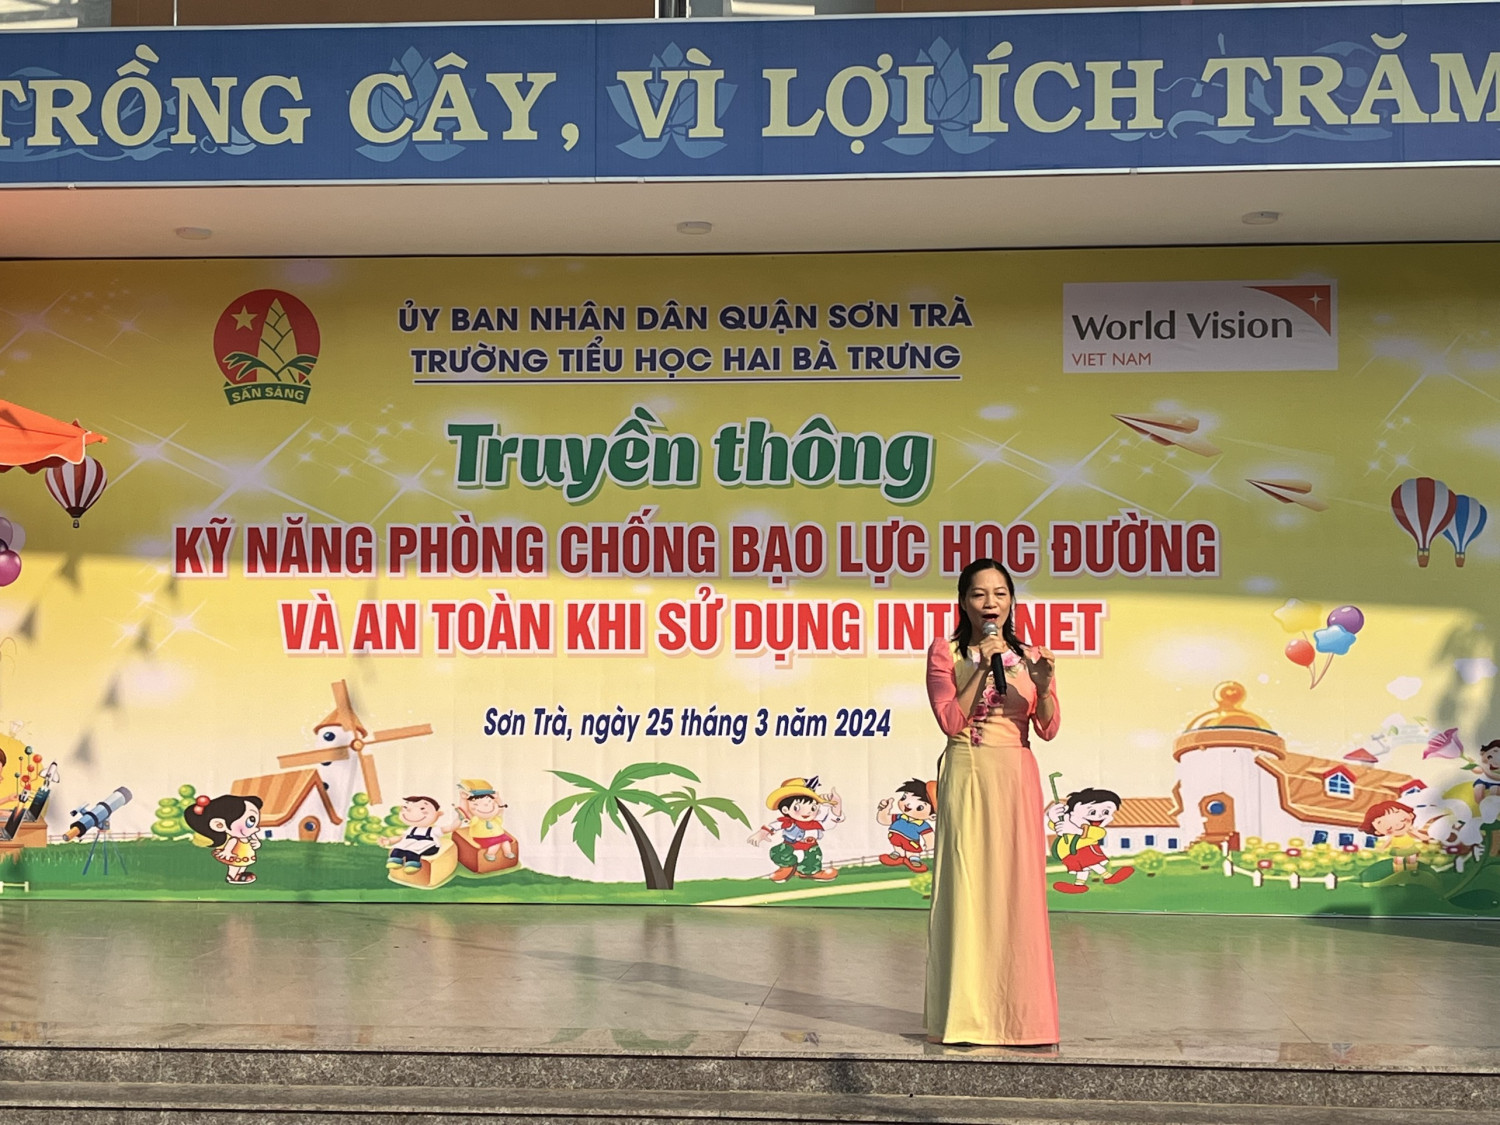 TRỒNG CÂY, VÌ LỢI ÍCH TRĂM
ỦY BAN NHÂN DÂN QUẬN SƠN TRÀ
TRƯỜNG TIỂU HỌC HAI BÀ TRƯNG
SẴN SÀNG
World Vision
VIET NAM
Truyền thông
KỸ NĂNG PHÒNG CHỐNG BẠO LỰC HỌC ĐƯỜNG
VÀ AN TOÀN KHI SỬ DỤNG INTERNET
Sơn Trà, ngày 25 tháng 3 năm 2024